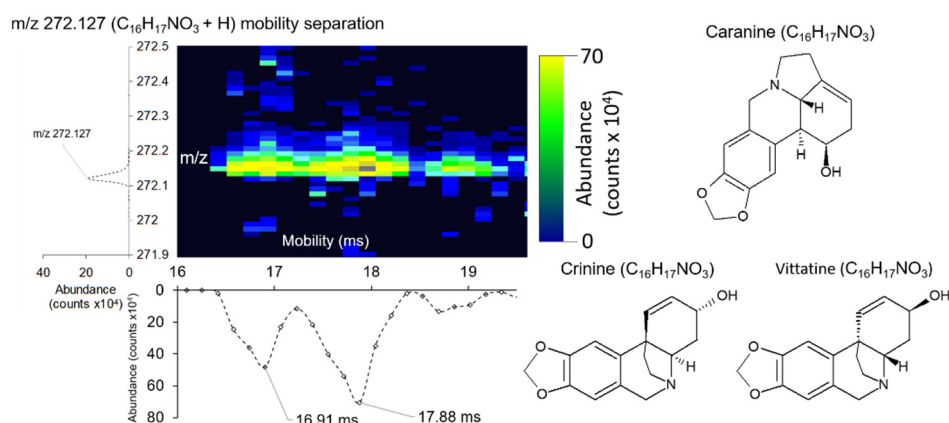 m/z 272.127 (C₁₆H₁₇NO₃ + H) mobility separation
272.5
272.4
272.3
272.2
272.1
272
271.9
m/z 272.127
40 20 0
Abundance
(counts x10⁴)
m/z
Mobility (ms)
16 17 18 19
70
0
Abundance
(counts x 10⁴)
0
20
40
60
80
Abundance (counts x10⁴)
16.91 ms
17.88 ms
Caranine (C₁₆H₁₇NO₃)
N
H
H
OH
O
O
Crinine (C₁₆H₁₇NO₃)
OH
O
O
H
N
Vittatine (C₁₆H₁₇NO₃)
OH
O
O
H
N